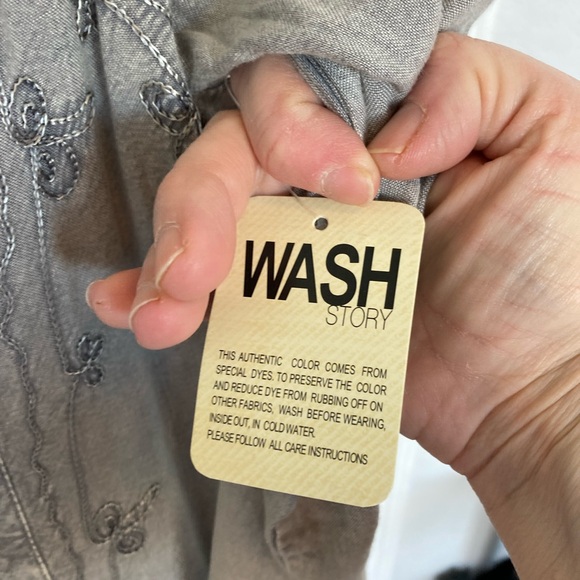 WASH
STORY
THIS AUTHENTIC COLOR COMES FROM
SPECIAL DYES. TO PRESERVE THE COLOR
AND REDUCE DYE FROM RUBBING OFF ON
OTHER FABRICS, WASH BEFORE WEARING,
INSIDE OUT, IN COLD WATER.
PLEASE FOLLOW ALL CARE INSTRUCTIONS